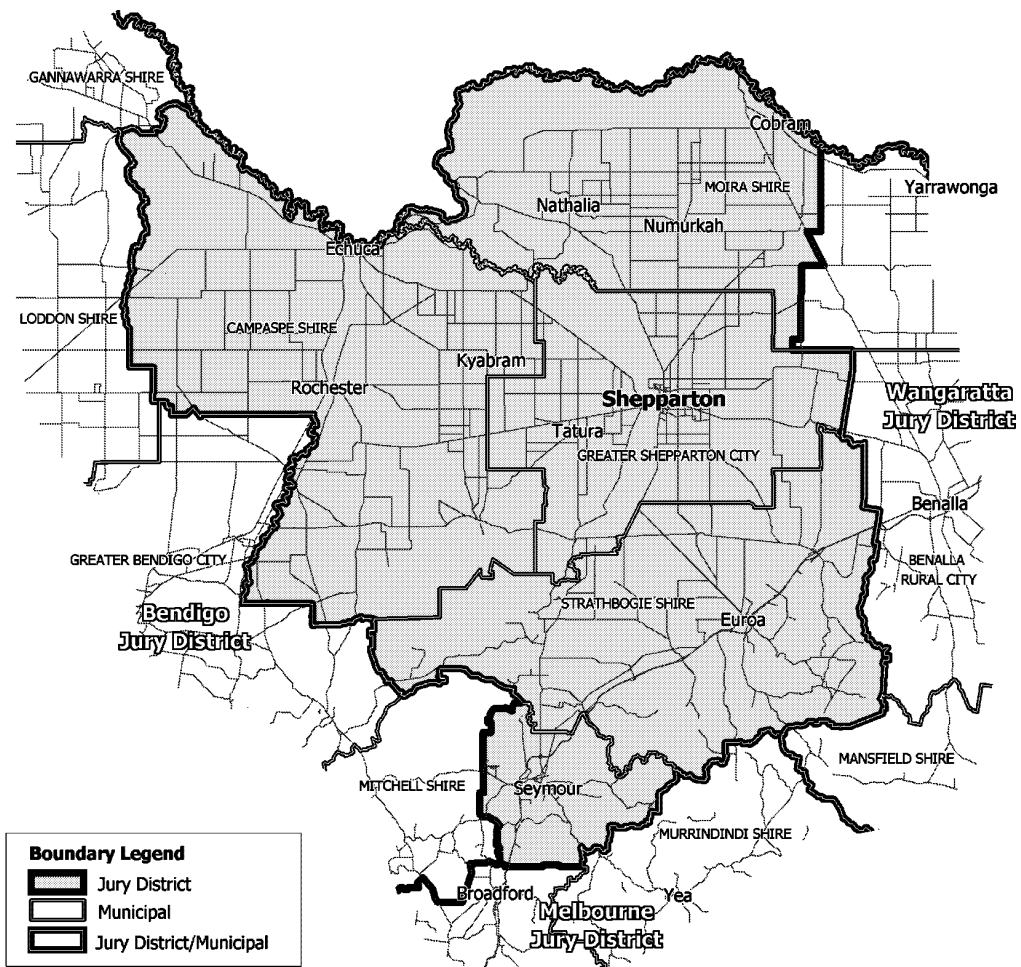 GANNAWARRA SHIRE
Cobram
MOIRA SHIRE
Yarrawonga
Nathalia
Numurkah
Echuca
LODDON SHIRE
CAMPASPE SHIRE
Kyabram
Rochester
Shepparton
Wangaratta
Jury District
Tatura
GREATER SHEPPARTON CITY
Benalla
GREATER BENDIGO CITY
BENALLA
RURAL CITY
STRATHBOGIE SHIRE
Euroa
Bendigo
Jury District
MANSFIELD SHIRE
MITCHELL SHIRE
Seymour
MURRINDINDI SHIRE
Broadford
Yea
Melbourne
Jury District
Boundary Legend
Jury District
Municipal
Jury District/Municipal